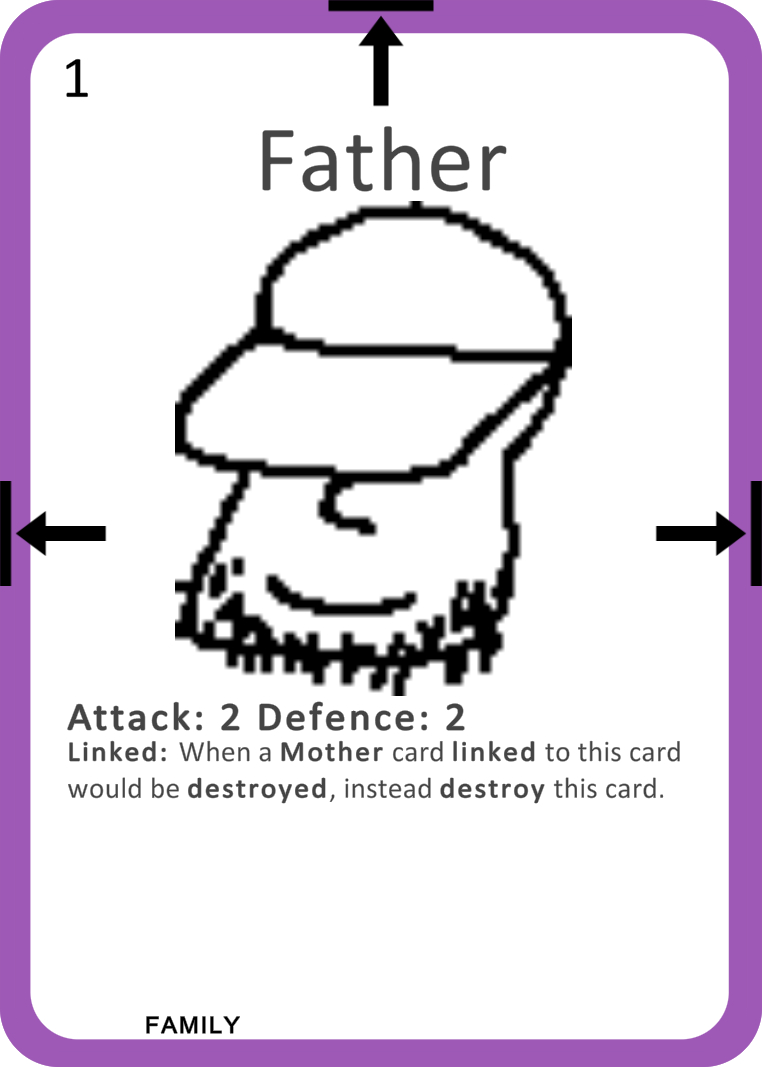 1
Father
Attack: 2 Defence: 2
Linked: When a Mother card linked to this card
would be destroyed, instead destroy this card.
FAMILY